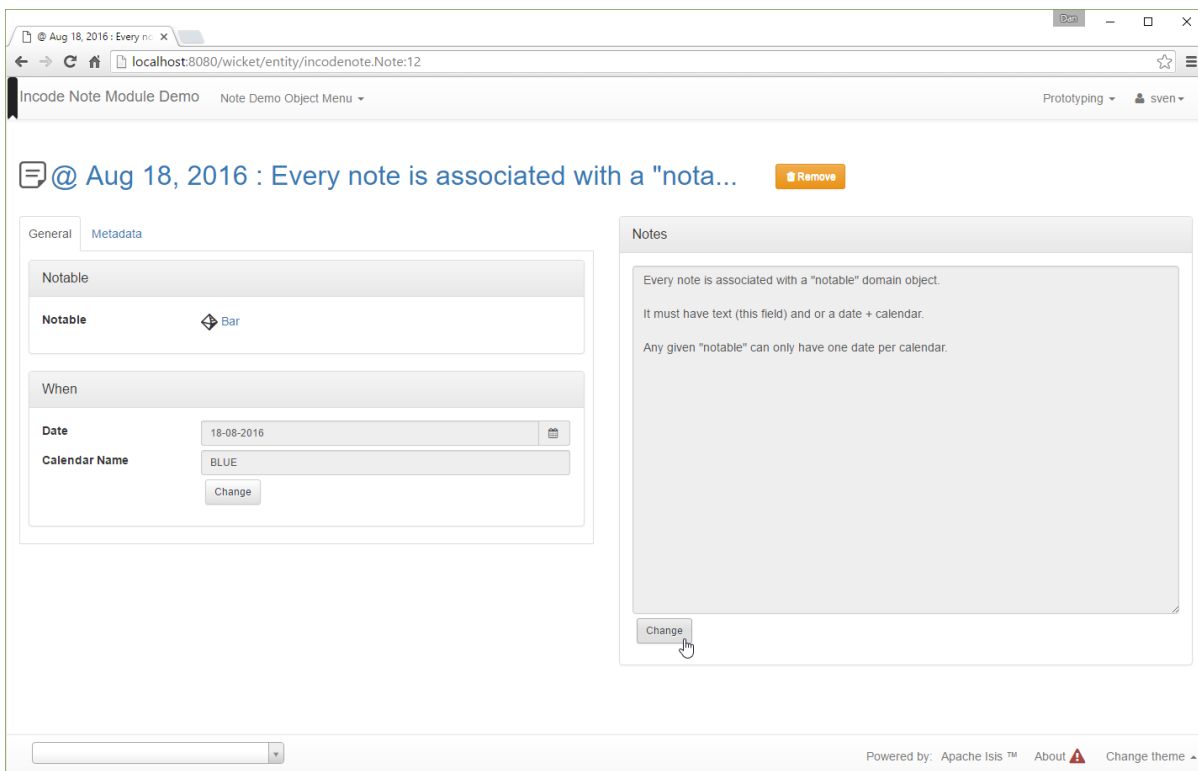 Dan
@ Aug 18, 2016 : Every no
localhost:8080/wicket/entity/incodenote.Note:12
Incode Note Module Demo Note Demo Object Menu Prototyping sven
@ Aug 18, 2016 : Every note is associated with a "nota... Remove
General Metadata
Notable
Notable Bar
When
Date 18-08-2016
Calendar Name BLUE
Change
Notes
Every note is associated with a "notable" domain object.
It must have text (this field) and or a date + calendar.
Any given "notable" can only have one date per calendar.
Change
Powered by: Apache Isis ™ About Change theme